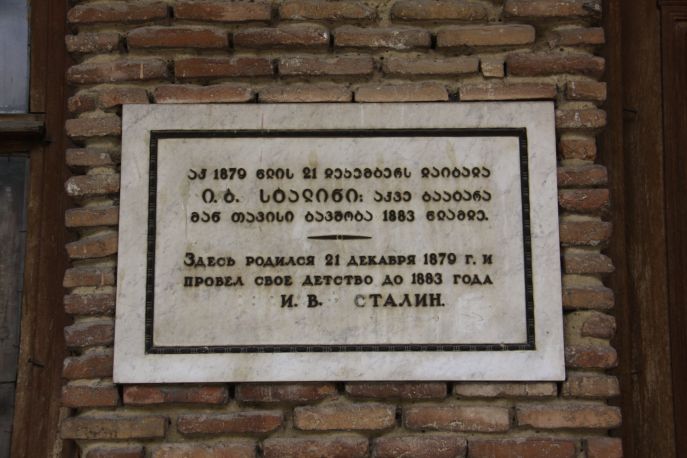 აქ 1879 წლის 21 დეკემბერს დაიბადა
ი. ბ. სტალინი: აქვე გაატარა
მან თავისი ბავშობა 1883 წლამდე.
Здесь родился 21 декабря 1879 г. и
провел свое детство до 1883 года
И. В. Сталин.